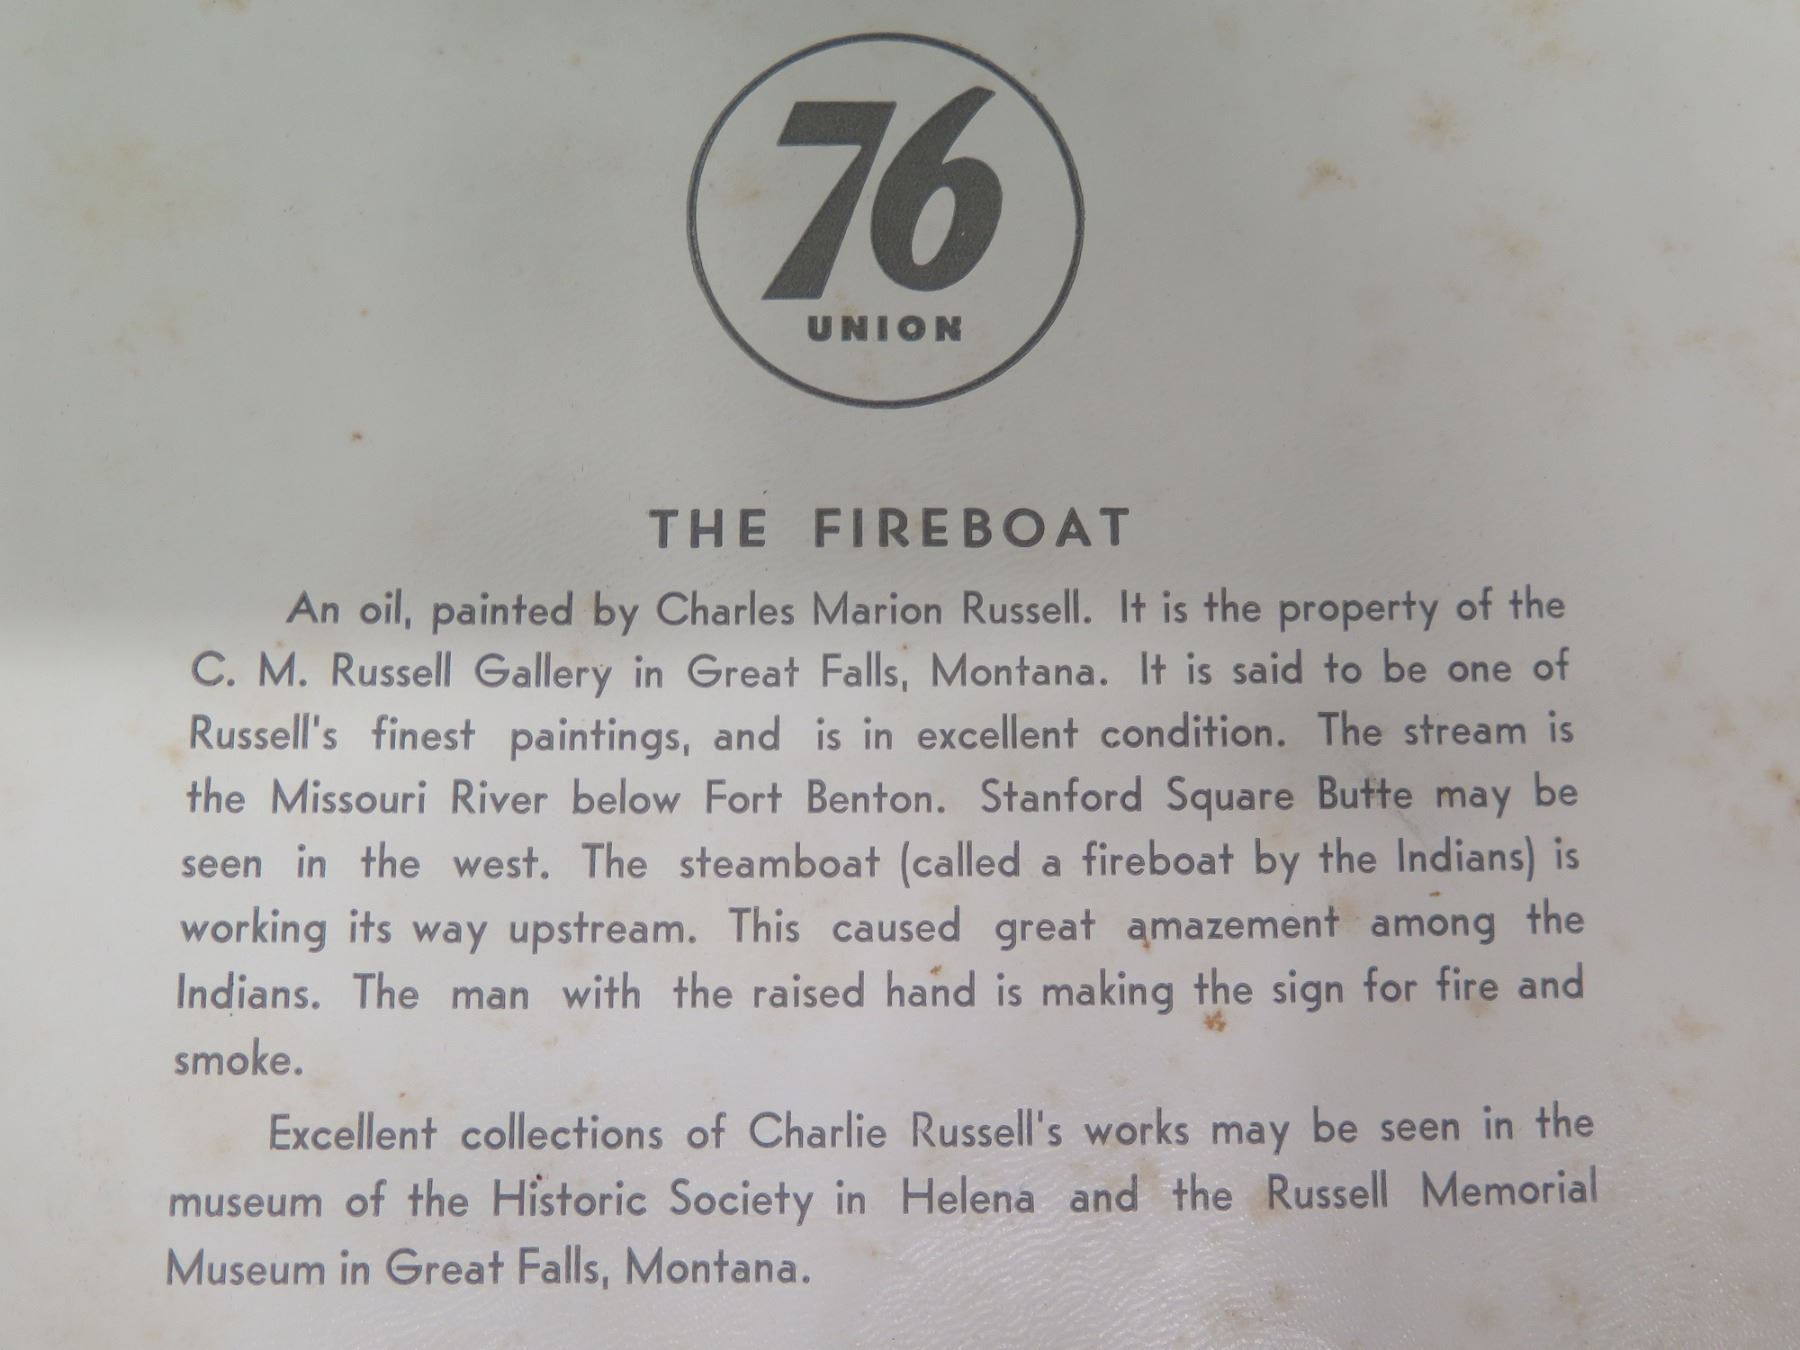 76
UNION
THE FIREBOAT
An oil, painted by Charles Marion Russell. It is the property of the
C. M. Russell Gallery in Great Falls, Montana. It is said to be one of
Russell's finest paintings, and is in excellent condition. The stream is
the Missouri River below Fort Benton. Stanford Square Butte may be
seen in the west. The steamboat (called a fireboat by the Indians) is
working its way upstream. This caused great amazement among the
Indians. The man with the raised hand is making the sign for fire and
smoke.
Excellent collections of Charlie Russell's works may be seen in the
museum of the Historic Society in Helena and the Russell Memorial
Museum in Great Falls, Montana.